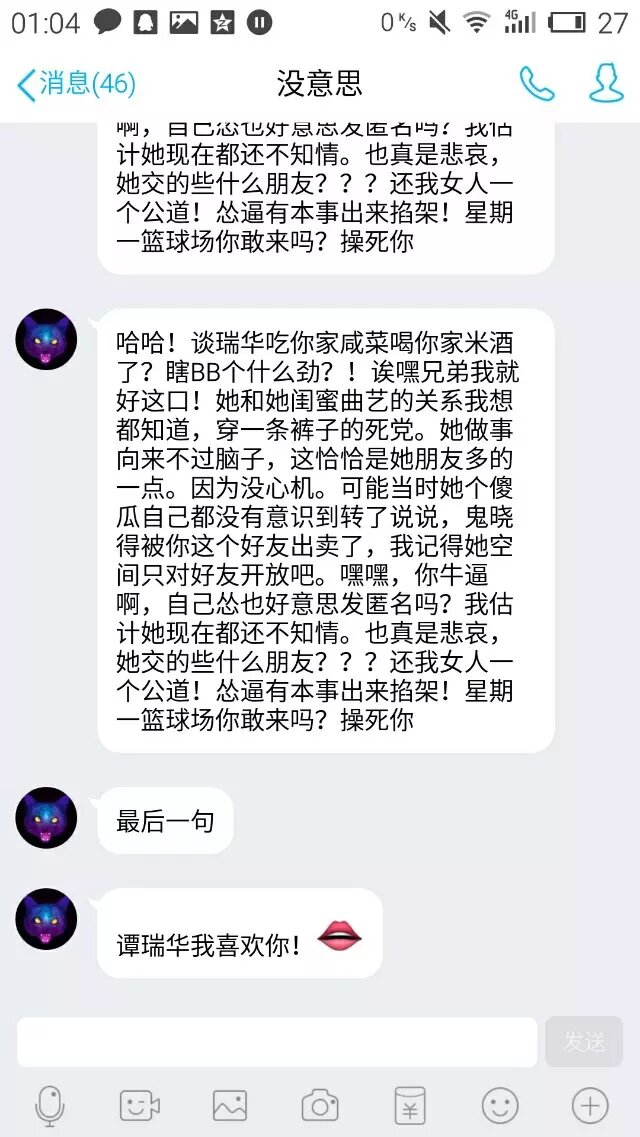 01:04
0 K/s
4G
27
消息(46)
没意思
啊，自己怂也好意思发匿名吗？我估
计她现在都还不知情。也真是悲哀，
她交的些什么朋友？？？还我女人一
个公道！怂逼有本事出来掐架！星期
一篮球场你敢来吗？操死你
哈哈！谈瑞华吃你家咸菜喝你家米酒
了？瞎BB个什么劲？！诶嘿兄弟我就
好这口！她和她闺蜜曲艺的关系我想
都知道，穿一条裤子的死党。她做事
向来不过脑子，这恰恰是她朋友多的
一点。因为没心机。可能当时她个傻
瓜自己都没有意识到转了说说，鬼晓
得被你这个好友出卖了，我记得她空
间只对好友开放吧。嘿嘿，你牛逼
啊，自己怂也好意思发匿名吗？我估
计她现在都还不知情。也真是悲哀，
她交的些什么朋友？？？还我女人一
个公道！怂逼有本事出来掐架！星期
一篮球场你敢来吗？操死你
最后一句
谭瑞华我喜欢你！
发送
¥